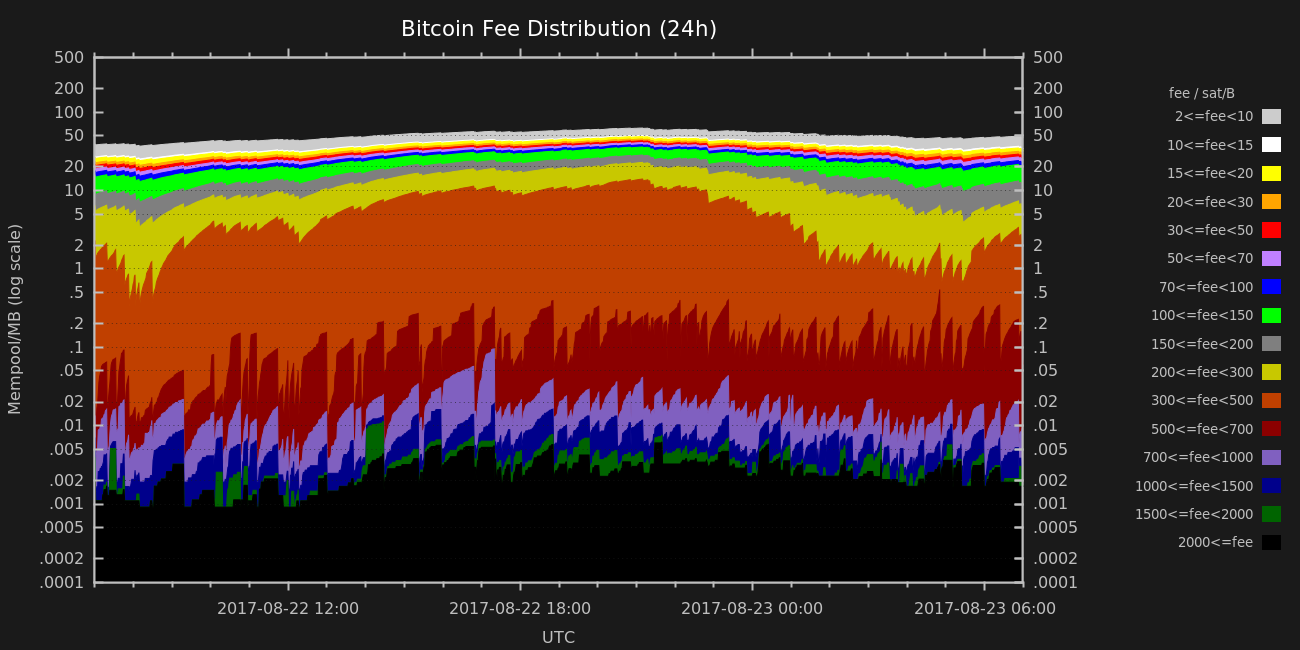 Bitcoin Fee Distribution (24h)
500 500
200 200
100 100
50 50
20 20
10 10
5 5
2 2
1 1
.5 .5
.2 .2
.1 .1
.05 .05
.02 .02
.01 .01
.005 .005
.002 .002
.001 .001
.0005 .0005
.0002 .0002
.0001 .0001
Mempool/MB (log scale)
2017-08-22 12:00 2017-08-22 18:00 2017-08-23 00:00 2017-08-23 06:00
UTC
fee / sat/B
2<=fee<10
10<=fee<15
15<=fee<20
20<=fee<30
30<=fee<50
50<=fee<70
70<=fee<100
100<=fee<150
150<=fee<200
200<=fee<300
300<=fee<500
500<=fee<700
700<=fee<1000
1000<=fee<1500
1500<=fee<2000
2000<=fee